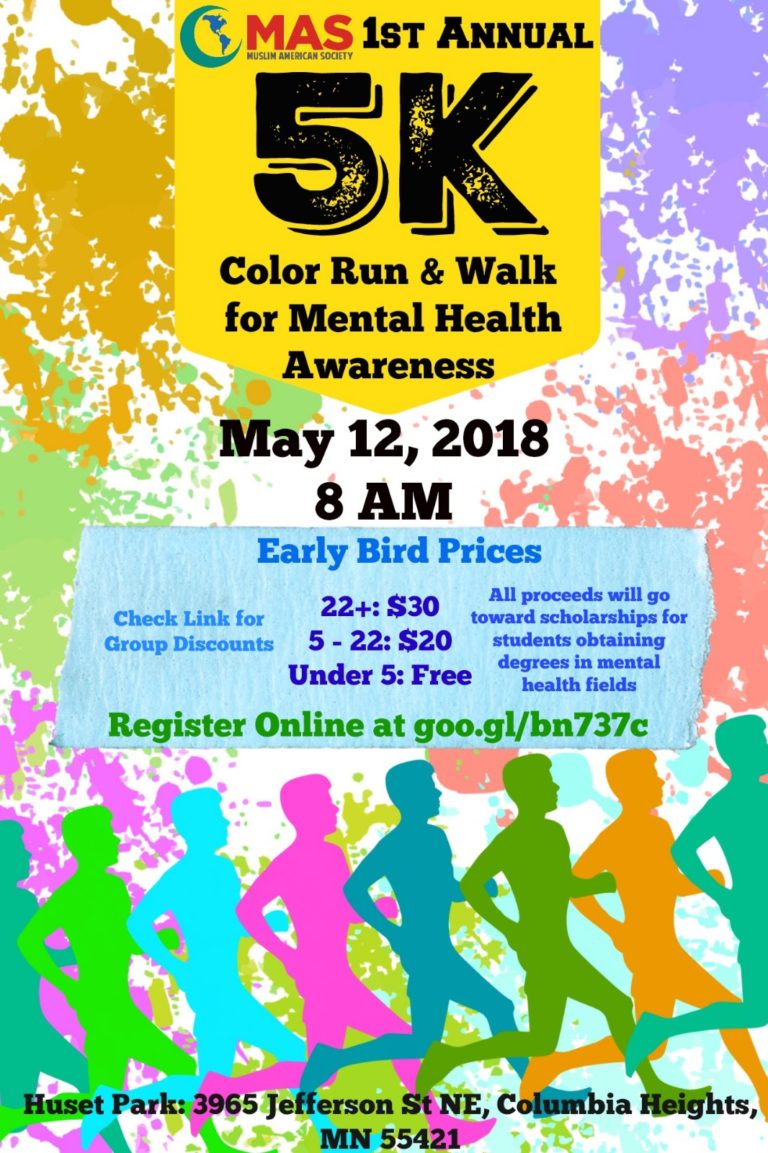 MAS 1ST ANNUAL
MUSLIM AMERICAN SOCIETY
5K
Color Run & Walk
for Mental Health
Awareness
May 12, 2018
8 AM
Early Bird Prices
Check Link for
Group Discounts
22+: $30
5 - 22: $20
Under 5: Free
All proceeds will go
toward scholarships for
students obtaining
degrees in mental
health fields
Register Online at goo.gl/bn737c
Huset Park: 3965 Jefferson St NE, Columbia Heights,
MN 55421